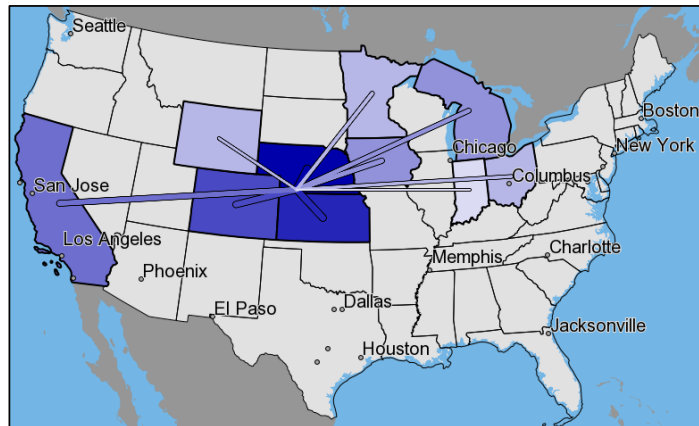 Seattle
Boston
Chicago
New York
Columbus
San Jose
Los Angeles
Memphis
Charlotte
Phoenix
El Paso
Dallas
Jacksonville
Houston